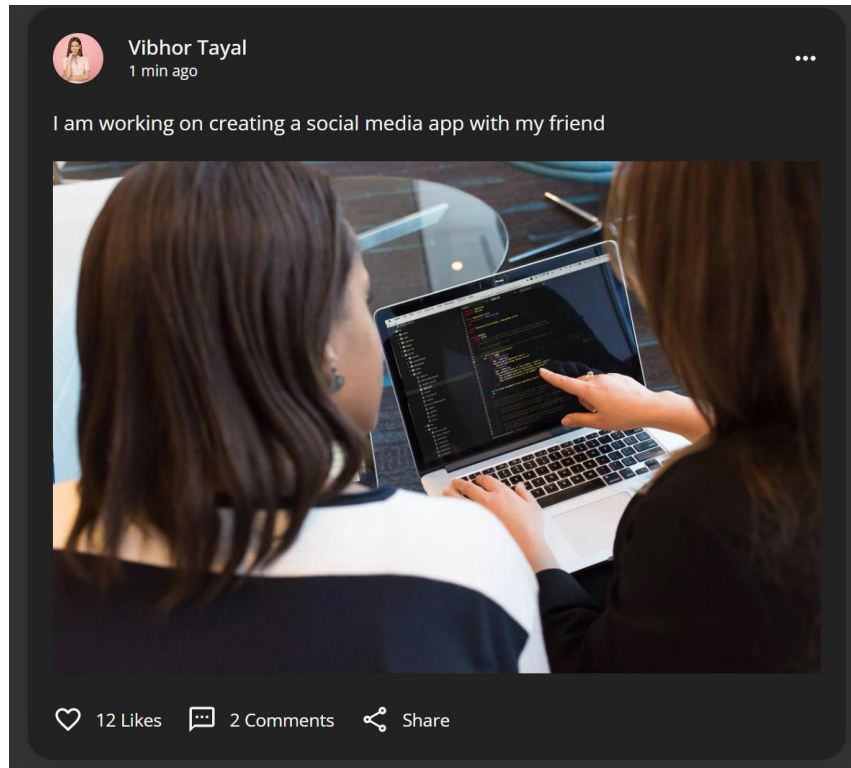 Vibhor Tayal
1 min ago
I am working on creating a social media app with my friend
12 Likes 2 Comments Share